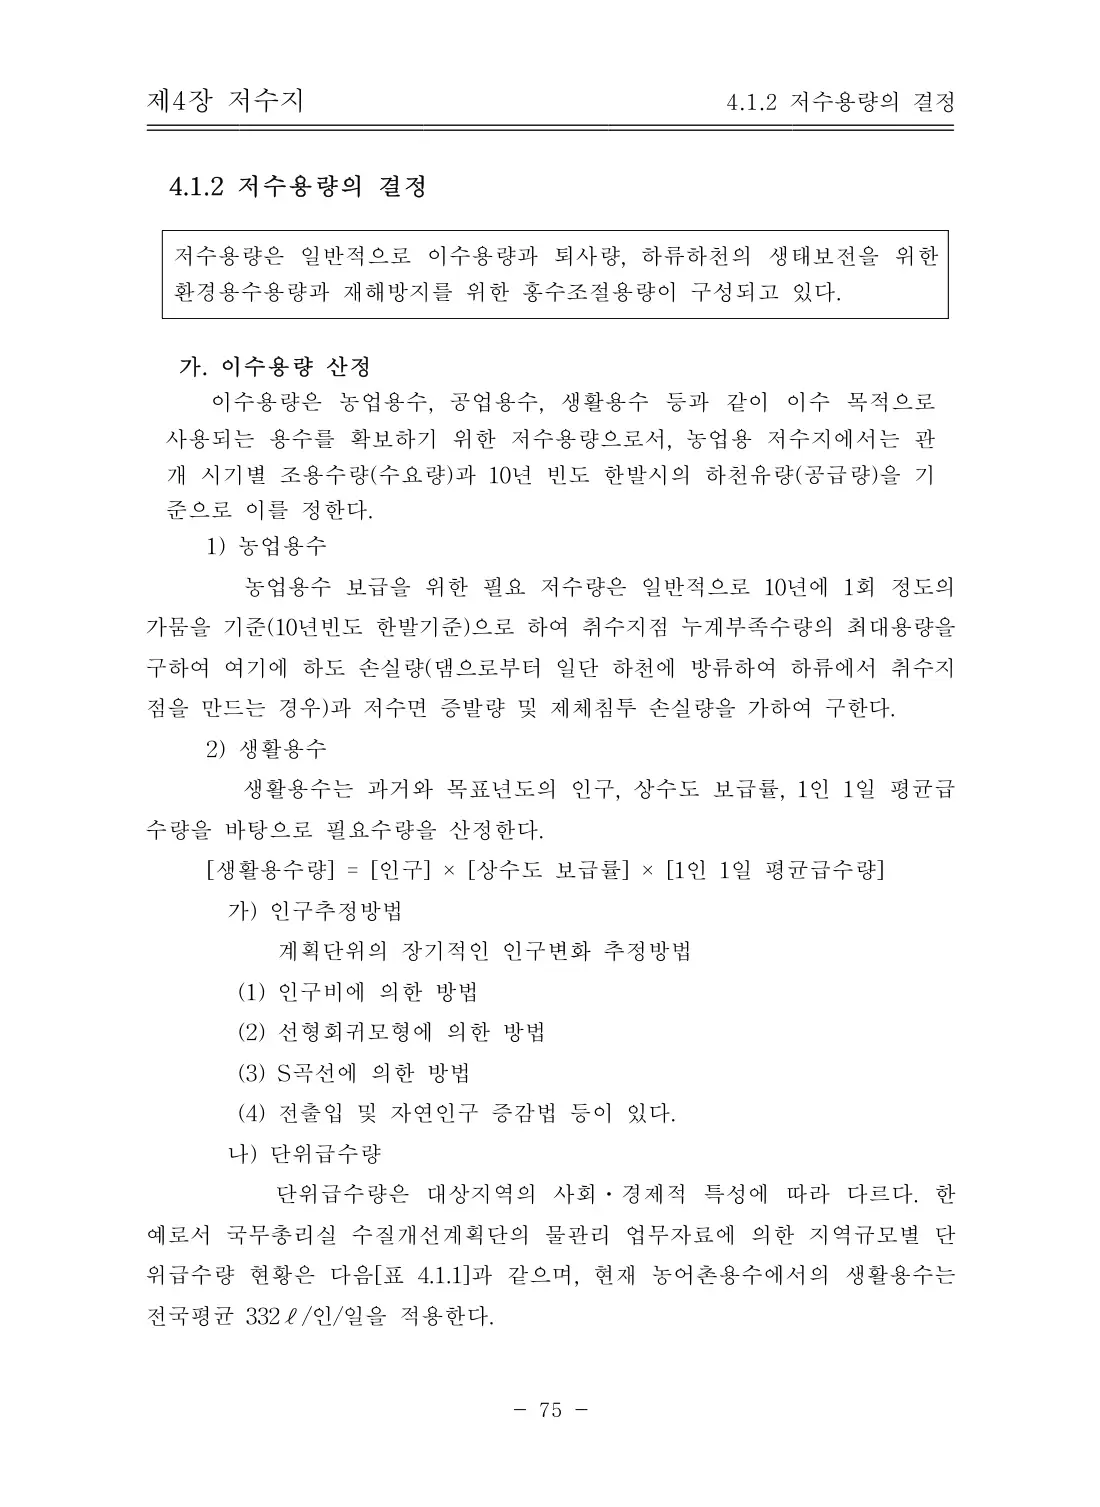 제4장 저수지
4.1.2 저수용량의 결정
4.1.2 저수용량의 결정
저수용량은 일반적으로 이수용량과 퇴사량, 하류하천의 생태보전을 위한
환경용수용량과 재해방지를 위한 홍수조절용량이 구성되고 있다.
가. 이수용량 산정
이수용량은 농업용수, 공업용수, 생활용수 등과 같이 이수 목적으로
사용되는 용수를 확보하기 위한 저수용량으로서, 농업용 저수지에서는 관
개 시기별 조용수량(수요량)과 10년 빈도 한발시의 하천유량(공급량)을 기
준으로 이를 정한다.
1) 농업용수
농업용수 보급을 위한 필요 저수량은 일반적으로 10년에 1회 정도의
가뭄을 기준(10년빈도 한발기준)으로 하여 취수지점 누계부족수량의 최대용량을
구하여 여기에 하도 손실량(댐으로부터 일단 하천에 방류하여 하류에서 취수지
점을 만드는 경우)과 저수면 증발량 및 제체침투 손실량을 가하여 구한다.
2) 생활용수
생활용수는 과거와 목표년도의 인구, 상수도 보급률, 1인 1일 평균급
수량을 바탕으로 필요수량을 산정한다.
[생활용수량] = [인구] × [상수도 보급률] × [1인 1일 평균급수량]
가) 인구추정방법
계획단위의 장기적인 인구변화 추정방법
(1) 인구비에 의한 방법
(2) 선형회귀모형에 의한 방법
(3) S곡선에 의한 방법
(4) 전출입 및 자연인구 증감법 등이 있다.
나) 단위급수량
단위급수량은 대상지역의 사회·경제적 특성에 따라 다르다. 한
예로서 국무총리실 수질개선계획단의 물관리 업무자료에 의한 지역규모별 단
위급수량 현황은 다음[표 4.1.1]과 같으며, 현재 농어촌용수에서의 생활용수는
전국평균 332ℓ/인/일을 적용한다.
- 75 -